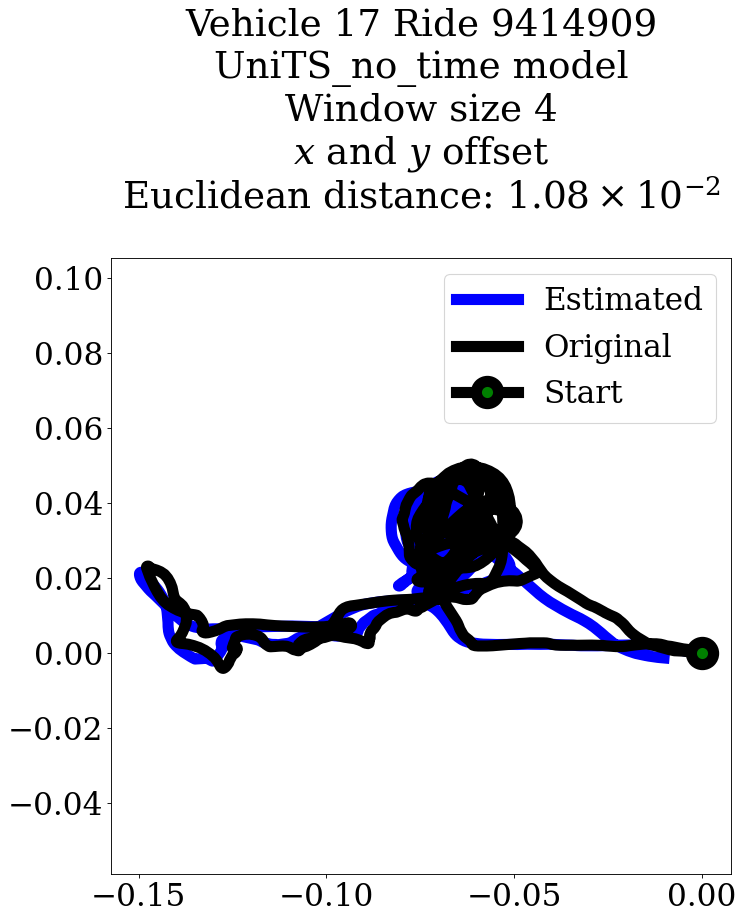 Vehicle 17 Ride 9414909
UniTS_no_time model
Window size 4
x and y offset
Euclidean distance: 1.08 × 10⁻²
Estimated
Original
Start
0.10
0.08
0.06
0.04
0.02
0.00
−0.02
−0.04
−0.15
−0.10
−0.05
0.00